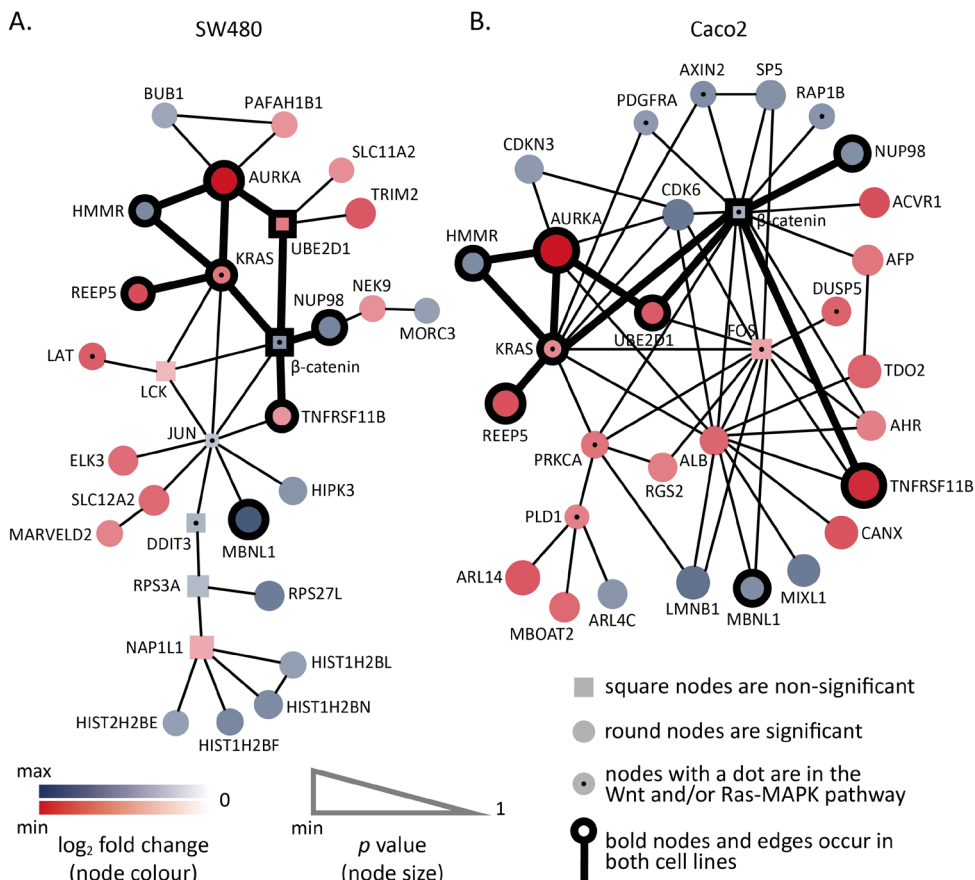 A.
SW480
BUB1
PAFAH1B1
SLC11A2
AURKA
TRIM2
HMMR
UBE2D1
KRAS
REEP5
NUP98
NEK9
MORC3
LAT
β-catenin
LCK
TNFRSF11B
JUN
ELK3
SLC12A2
HIPK3
MARVELD2
DDIT3
MBNL1
RPS3A
RPS27L
NAP1L1
HIST1H2BL
HIST1H2BN
HIST2H2BE
HIST1H2BF
B.
Caco2
AXIN2
SP5
PDGFRA
RAP1B
CDKN3
NUP98
CDK6
ACVR1
AURKA
β-catenin
HMMR
AFP
DUSP5
UBE2D1
FOS
KRAS
TDO2
REEP5
AHR
PRKCA
ALB
RGS2
TNFRSF11B
PLD1
CANX
ARL14
MBOAT2
ARL4C
LMNB1
MBNL1
MIXL1
max
0
min
log₂ fold change
(node colour)
1
min
p value
(node size)
square nodes are non-significant
round nodes are significant
nodes with a dot are in the
Wnt and/or Ras-MAPK pathway
bold nodes and edges occur in
both cell lines